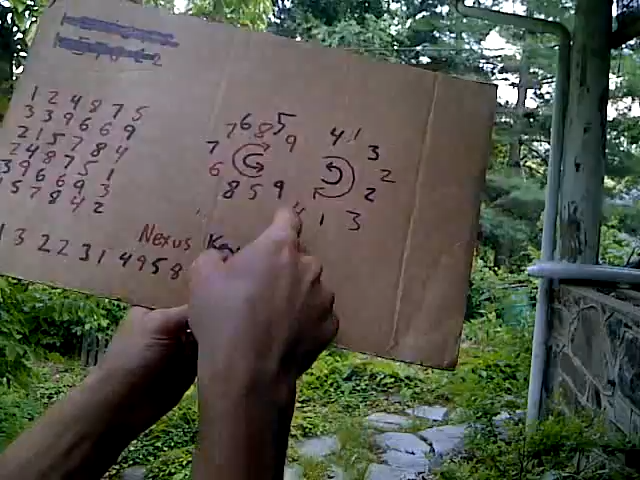 1 2 4 8 7 5
3 3 9 6 6 9
2 1 5 7 8 4
2 4 8 7 5 1
3 9 6 6 9 3
1 5 7 8 4 2
7 6 8 5 9
7
6
8 5 9
4 1 3 2 2
4 1 3
Nexus Key
1 3 2 2 3 1 4 9 5 8